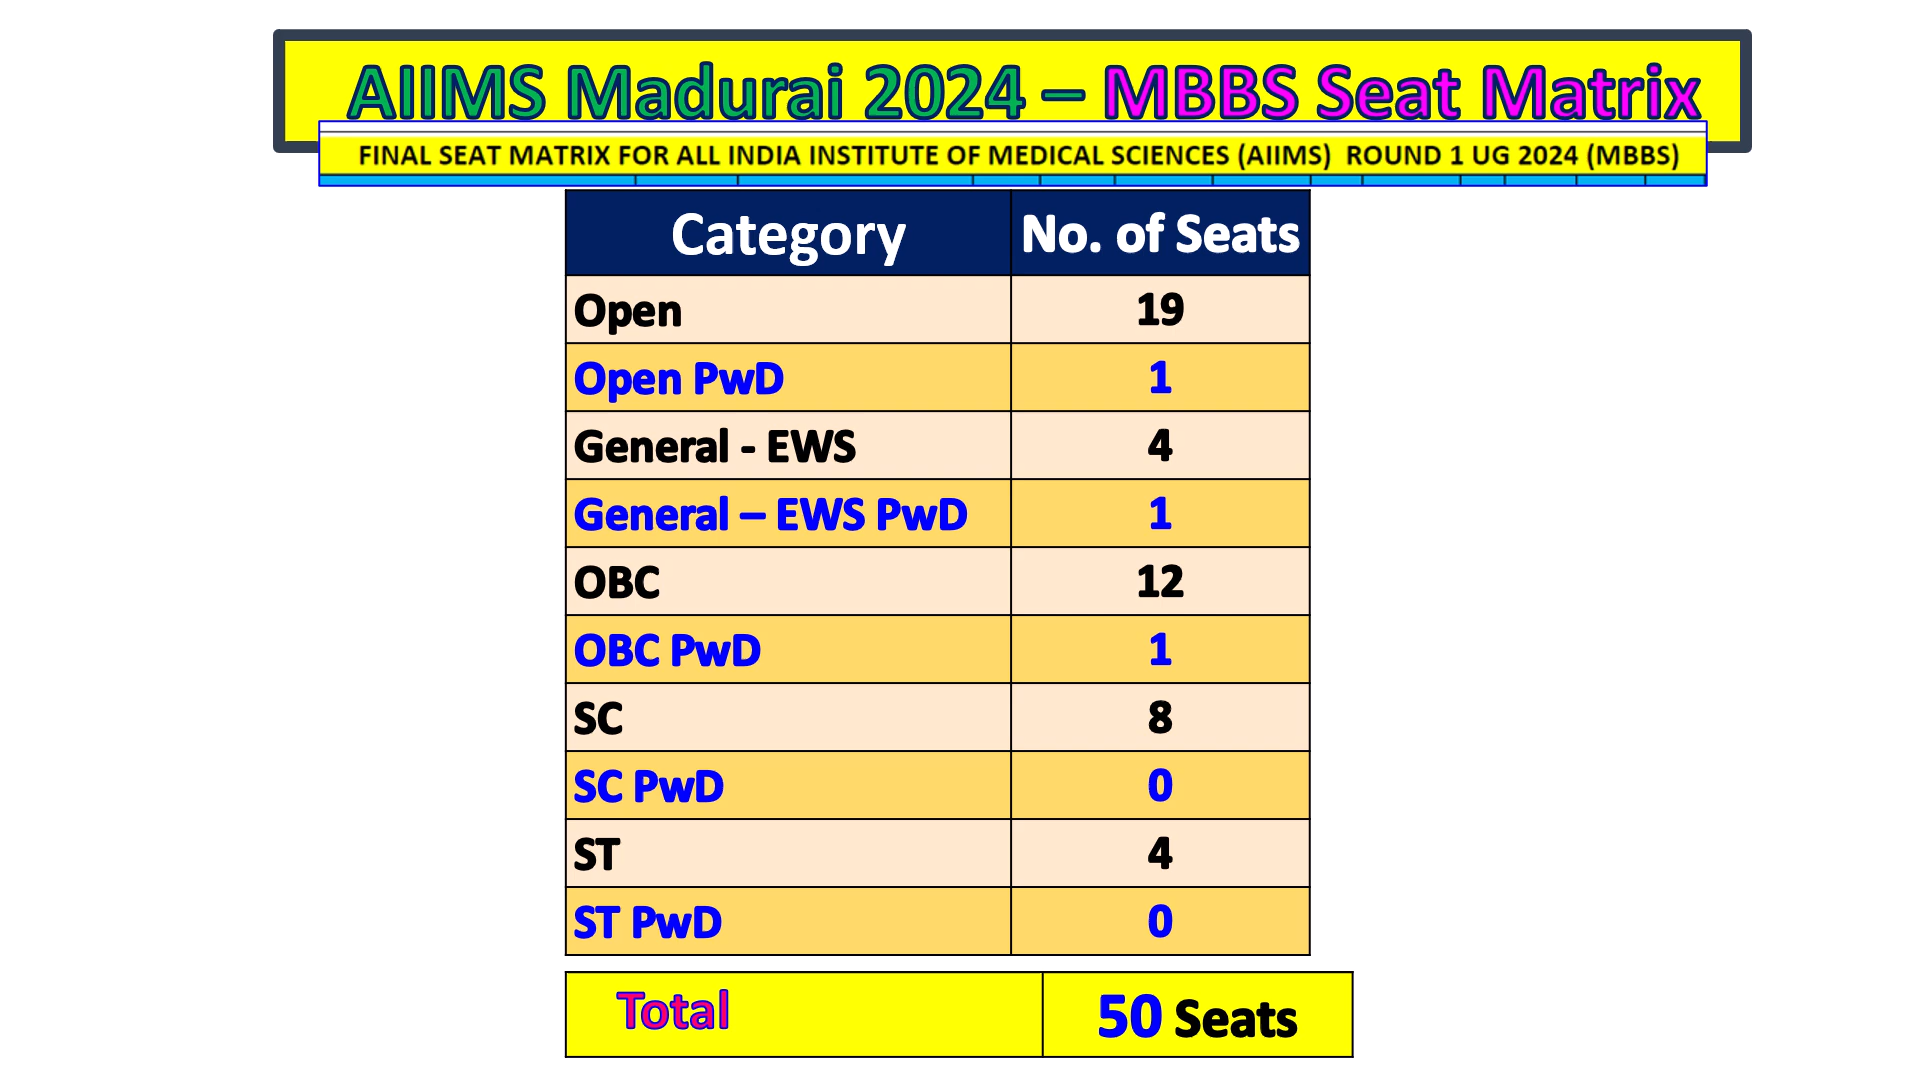 AIIMS Madurai 2024 – MBBS Seat Matrix
FINAL SEAT MATRIX FOR ALL INDIA INSTITUTE OF MEDICAL SCIENCES (AIIMS) ROUND 1 UG 2024 (MBBS)
Category No. of Seats
Open 19
Open PwD 1
General - EWS 4
General – EWS PwD 1
OBC 12
OBC PwD 1
SC 8
SC PwD 0
ST 4
ST PwD 0
Total 50 Seats